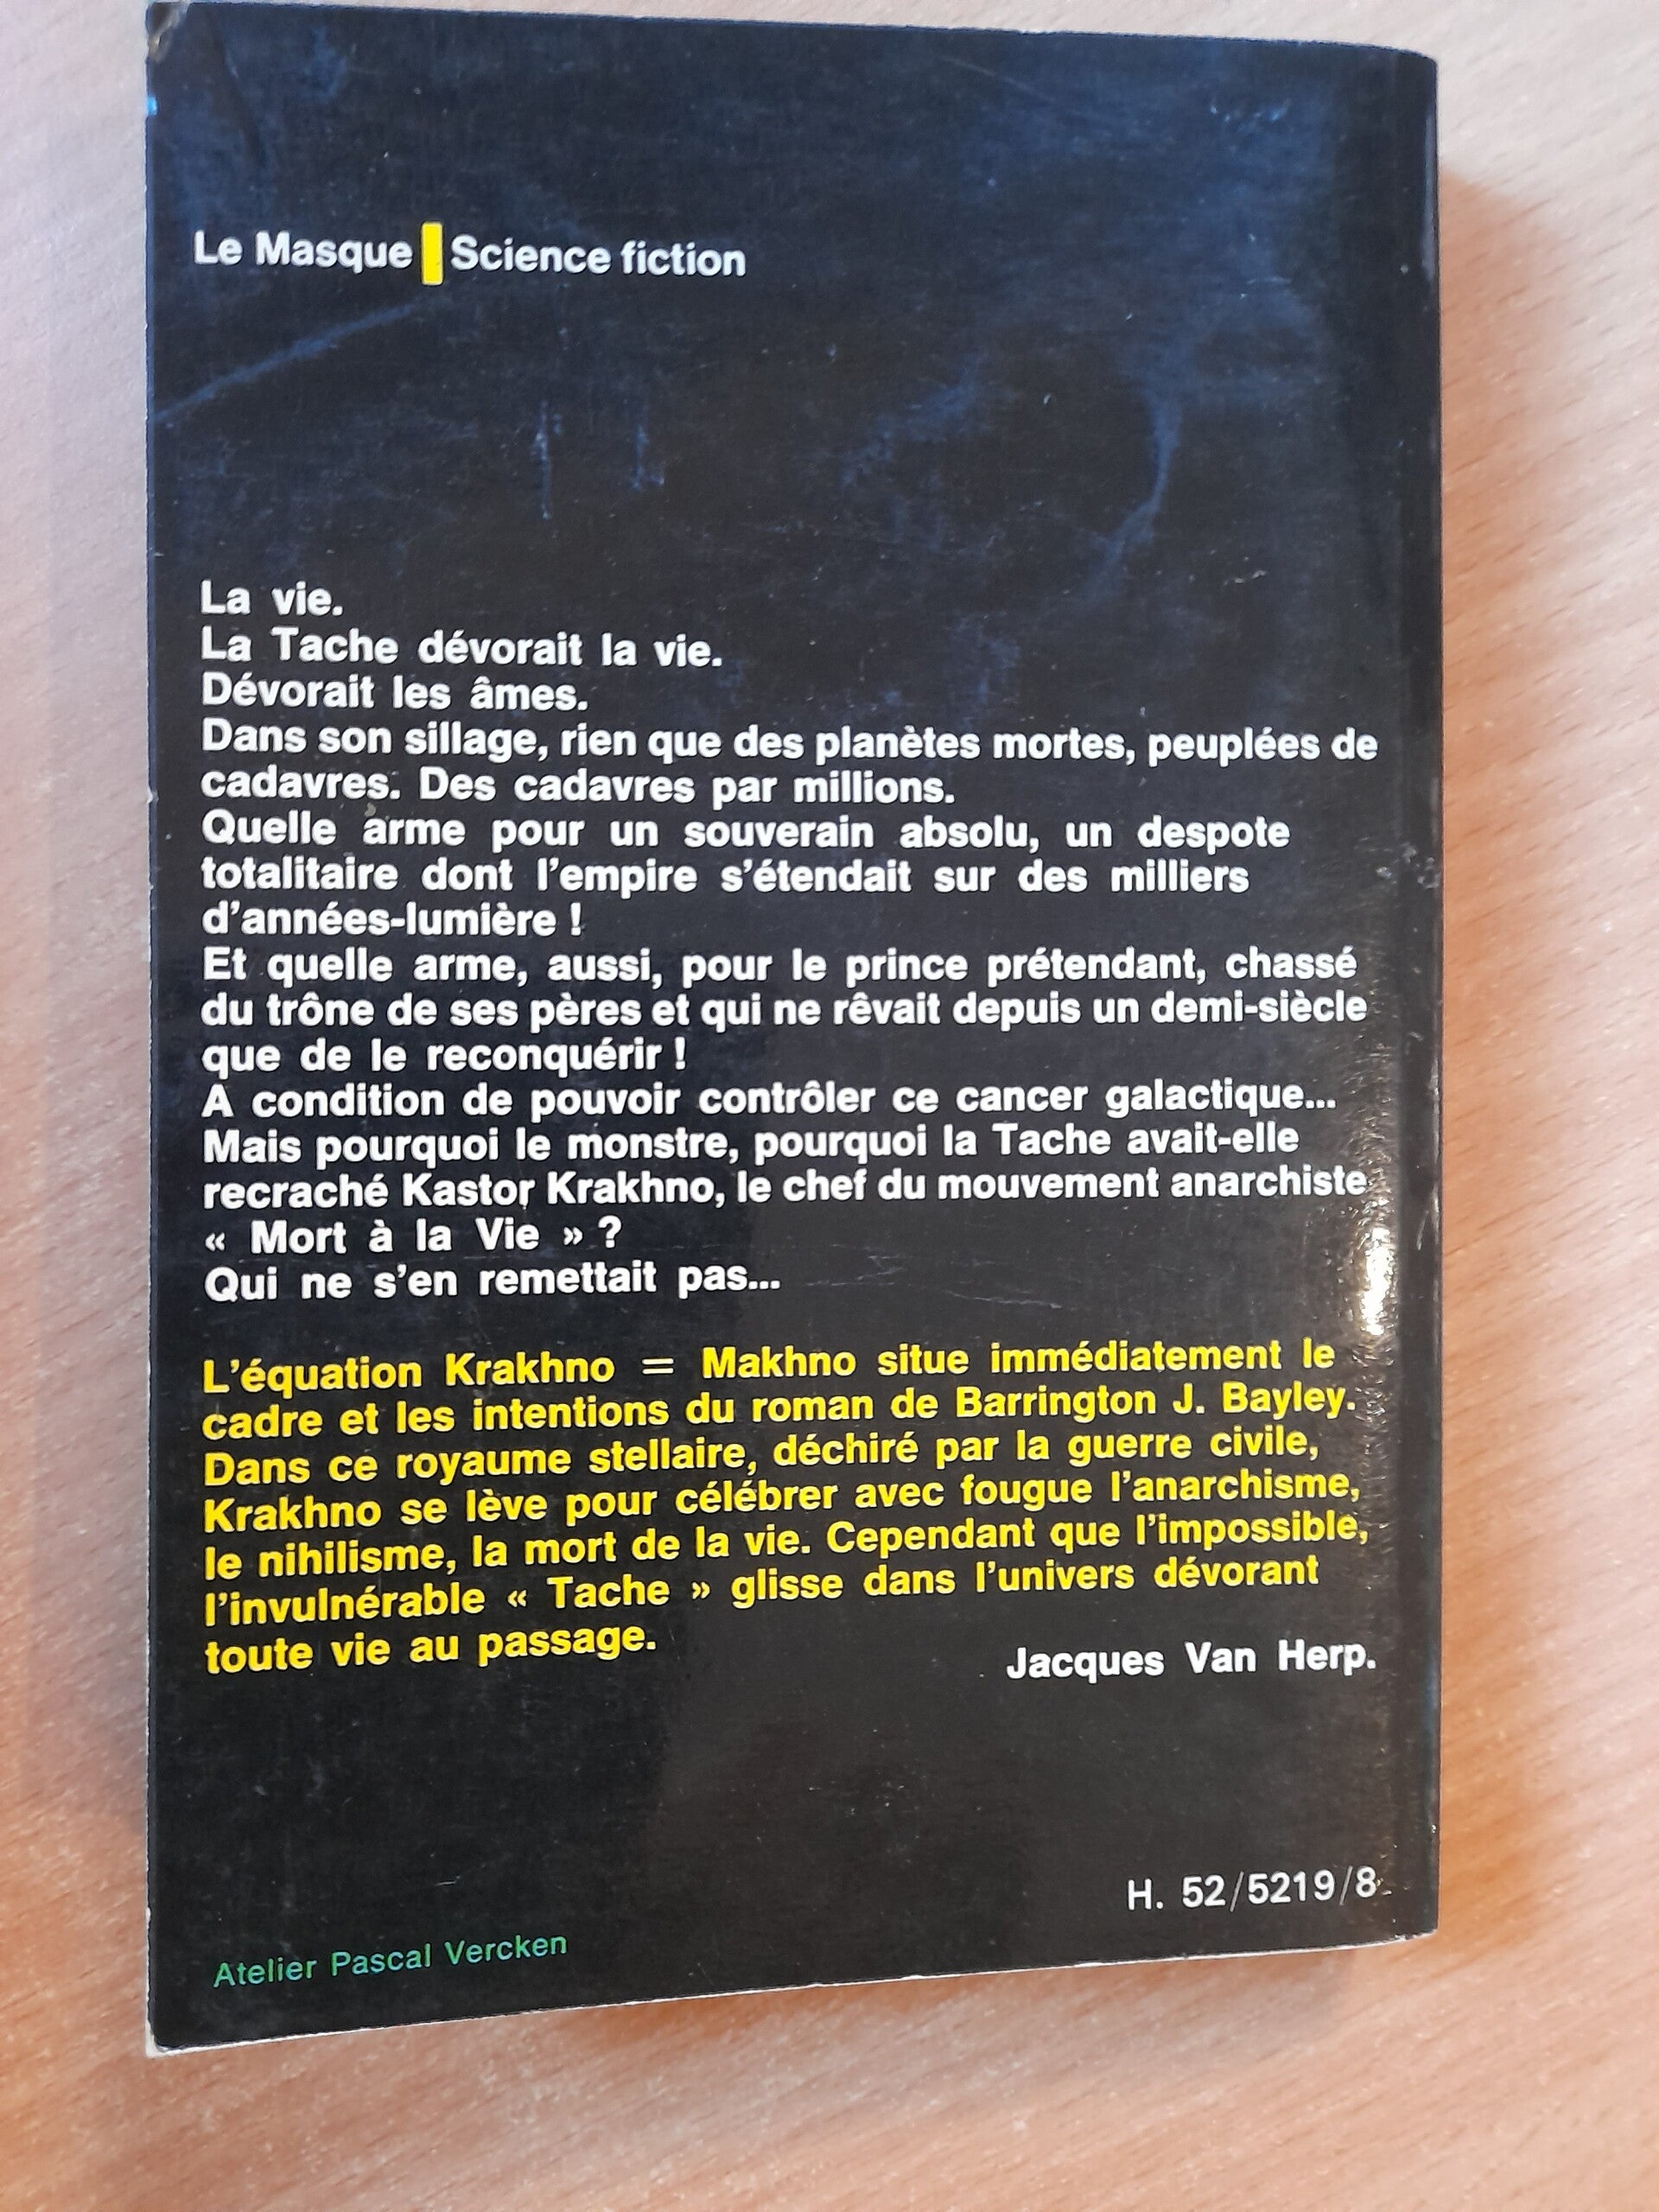 Le Masque Science fiction
La vie.
La Tache dévorait la vie.
Dévorait les âmes.
Dans son sillage, rien que des planètes mortes, peuplées de
cadavres. Des cadavres par millions.
Quelle arme pour un souverain absolu, un despote
totalitaire dont l'empire s'étendait sur des milliers
d'années-lumière !
Et quelle arme, aussi, pour le prince prétendant, chassé
du trône de ses pères et qui ne rêvait depuis un demi-siècle
que de le reconquérir !
A condition de pouvoir contrôler ce cancer galactique...
Mais pourquoi le monstre, pourquoi la Tache avait-elle
recraché Kastor Krakhno, le chef du mouvement anarchiste
« Mort à la Vie » ?
Qui ne s'en remettait pas...
L'équation Krakhno = Makhno situe immédiatement le
cadre et les intentions du roman de Barrington J. Bayley.
Dans ce royaume stellaire, déchiré par la guerre civile,
Krakhno se lève pour célébrer avec fougue l'anarchisme,
le nihilisme, la mort de la vie. Cependant que l'impossible,
l'invulnérable « Tache » glisse dans l'univers dévorant
toute vie au passage.
Jacques Van Herp.
H. 52/5219/8
Atelier Pascal Vercken